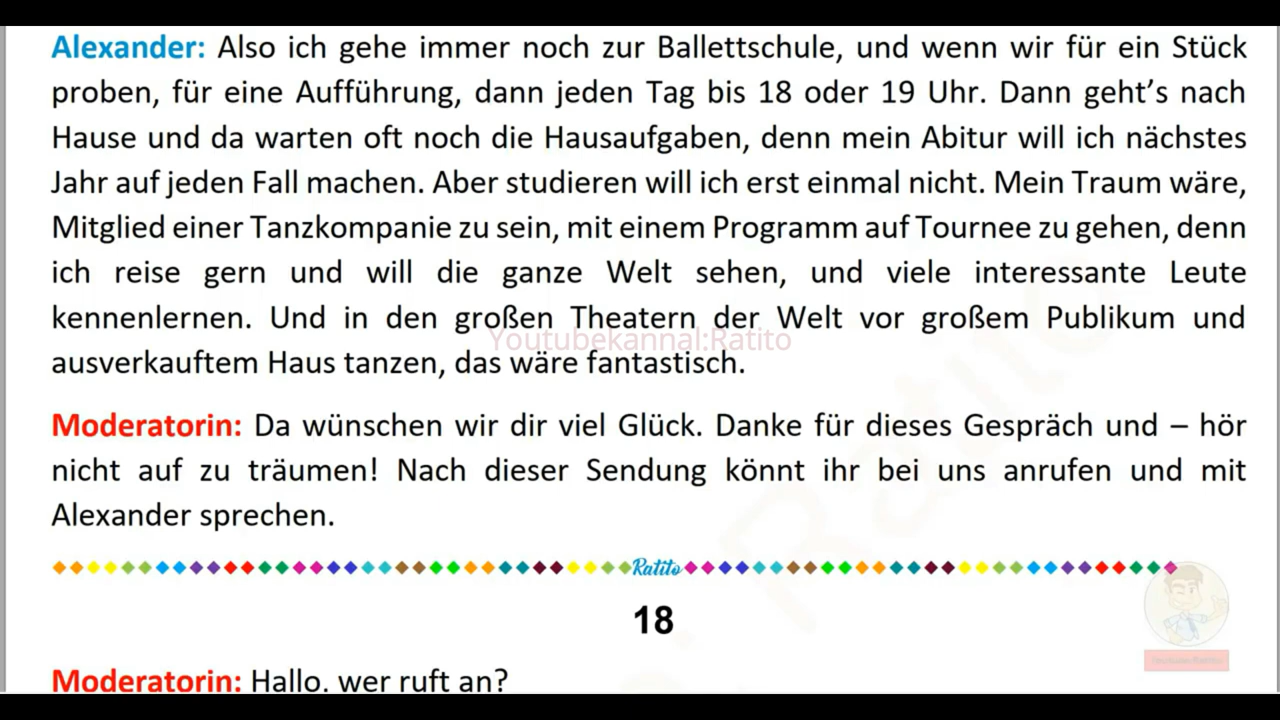 Alexander: Also ich gehe immer noch zur Ballettschule, und wenn wir für ein Stück
proben, für eine Aufführung, dann jeden Tag bis 18 oder 19 Uhr. Dann geht’s nach
Hause und da warten oft noch die Hausaufgaben, denn mein Abitur will ich nächstes
Jahr auf jeden Fall machen. Aber studieren will ich erst einmal nicht. Mein Traum wäre,
Mitglied einer Tanzkompanie zu sein, mit einem Programm auf Tournee zu gehen, denn
ich reise gern und will die ganze Welt sehen, und viele interessante Leute
kennenlernen. Und in den großen Theatern der Welt vor großem Publikum und
Youtubekannal:Ratito
ausverkauftem Haus tanzen, das wäre fantastisch.
Moderatorin: Da wünschen wir dir viel Glück. Danke für dieses Gespräch und – hör
nicht auf zu träumen! Nach dieser Sendung könnt ihr bei uns anrufen und mit
Alexander sprechen.
Ratito
18
Moderatorin: Hallo, wer ruft an?